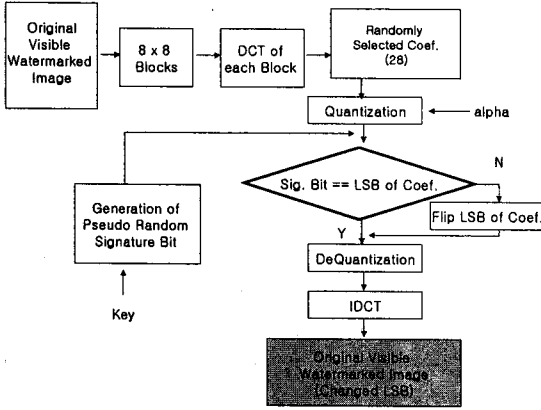 Original
Visible
Watermarked
Image
8 x 8
Blocks
DCT of
each Block
Randomly
Selected Coef.
(28)
Quantization
alpha
Sig. Bit == LSB of Coef.
N
Flip LSB of Coef.
Y
Generation of
Pseudo Random
Signature Bit
Key
DeQuantization
IDCT
Original Visible
Watermarked Image
(Changed LSB)